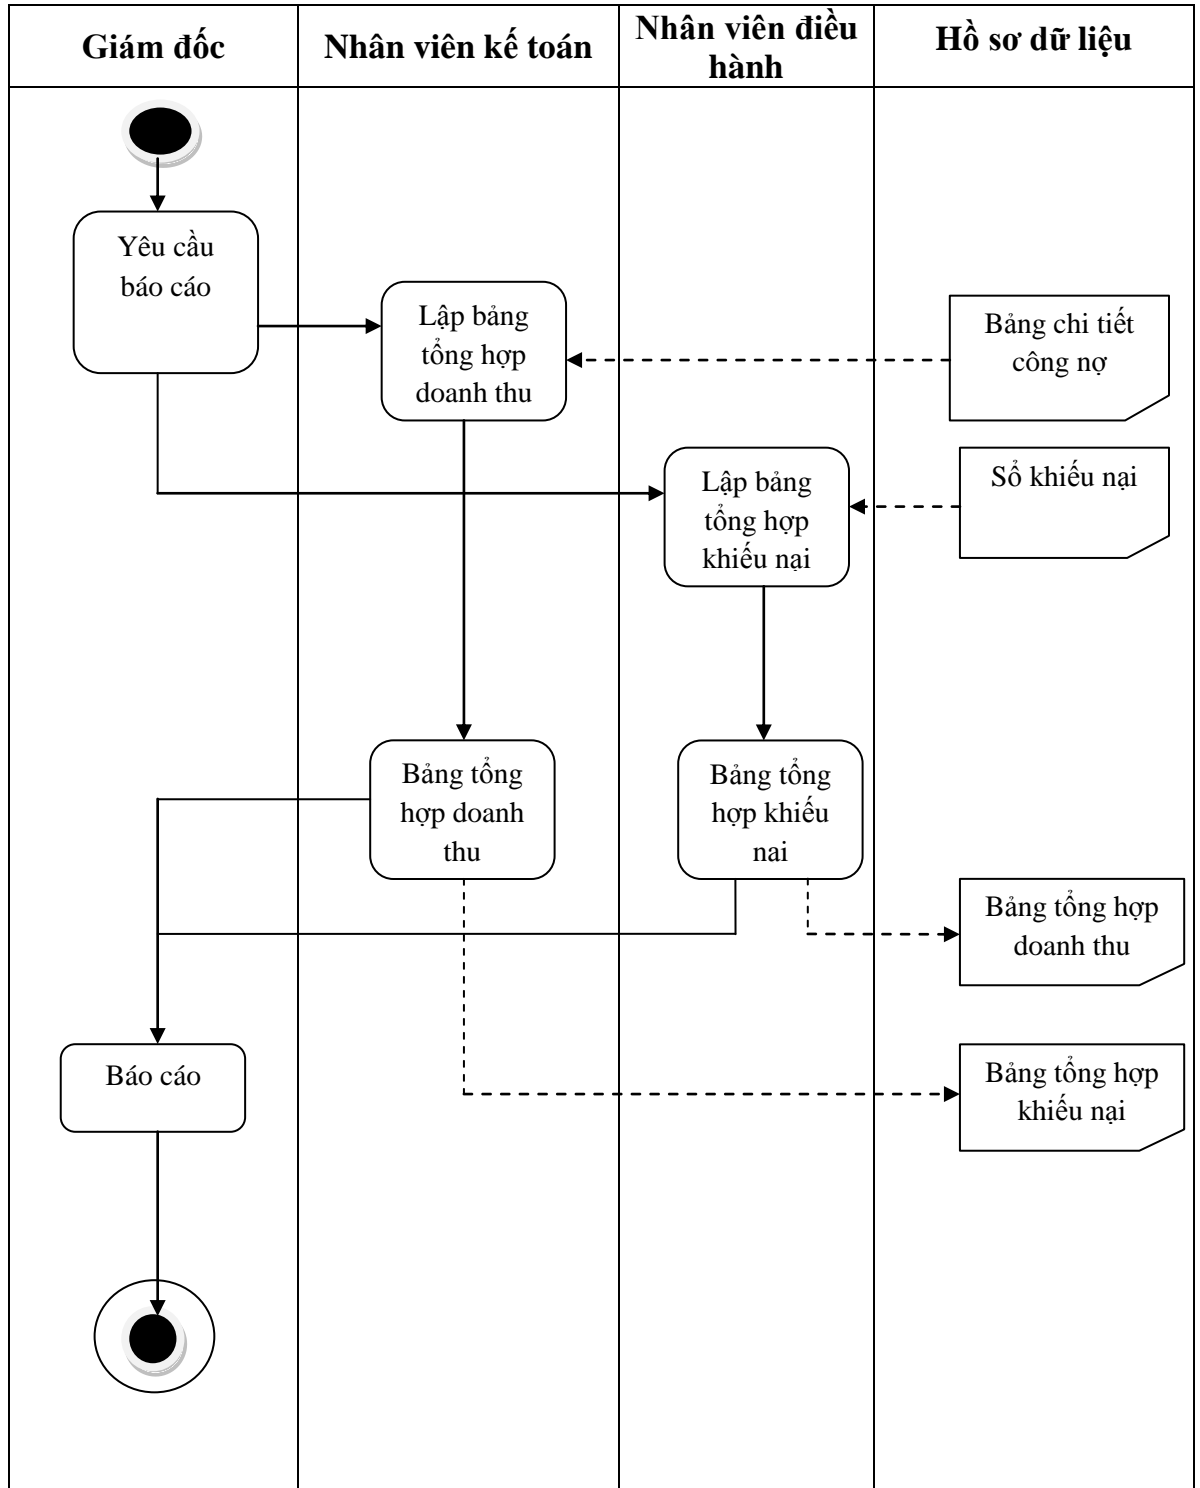 Giám đốc
Nhân viên kế toán
Nhân viên điều
hành
Hồ sơ dữ liệu
Yêu cầu
báo cáo
Lập bảng
tổng hợp
doanh thu
Bảng chi tiết
công nợ
Lập bảng
tổng hợp
khiếu nại
Sổ khiếu nại
Bảng tổng
hợp doanh
thu
Bảng tổng
hợp khiếu
nai
Bảng tổng hợp
doanh thu
Báo cáo
Bảng tổng hợp
khiếu nại